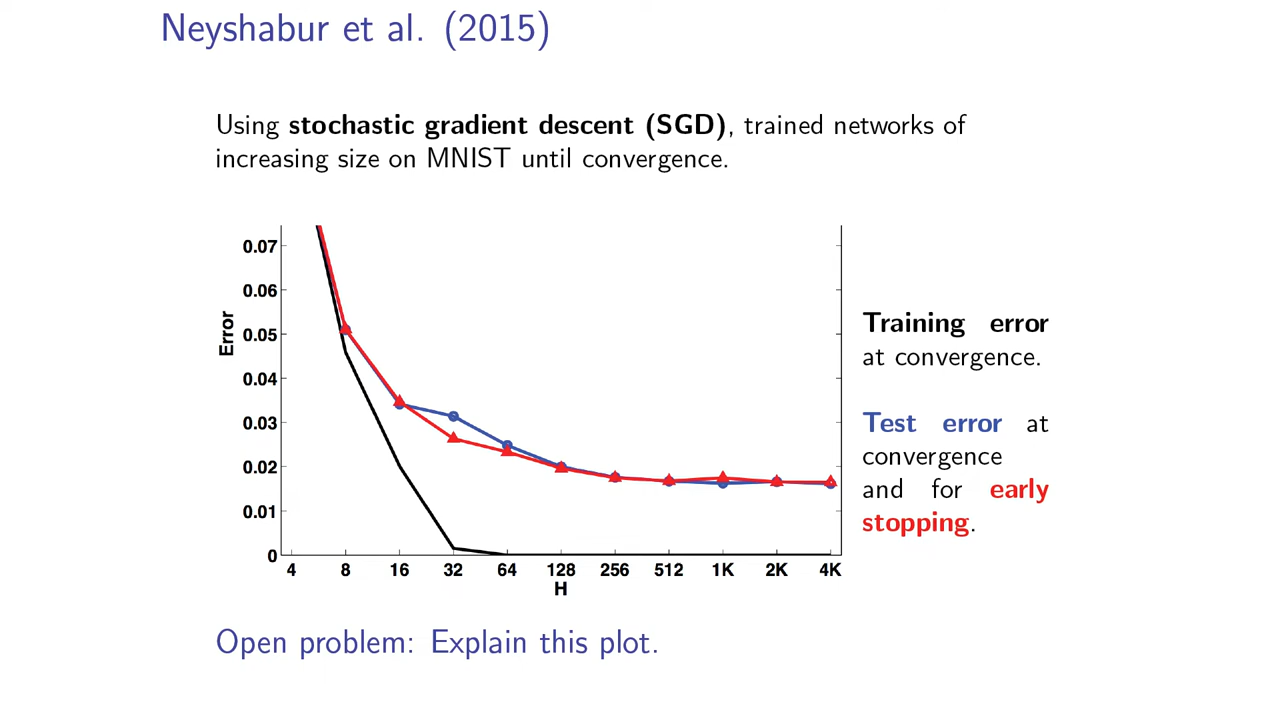 Neyshabur et al. (2015)
Using stochastic gradient descent (SGD), trained networks of
increasing size on MNIST until convergence.
0.07
0.06
0.05
0.04
0.03
0.02
0.01
0
Error
4 8 16 32 64 128 256 512 1K 2K 4K
H
Training error
at convergence.
Test error at
convergence
and for early
stopping.
Open problem: Explain this plot.